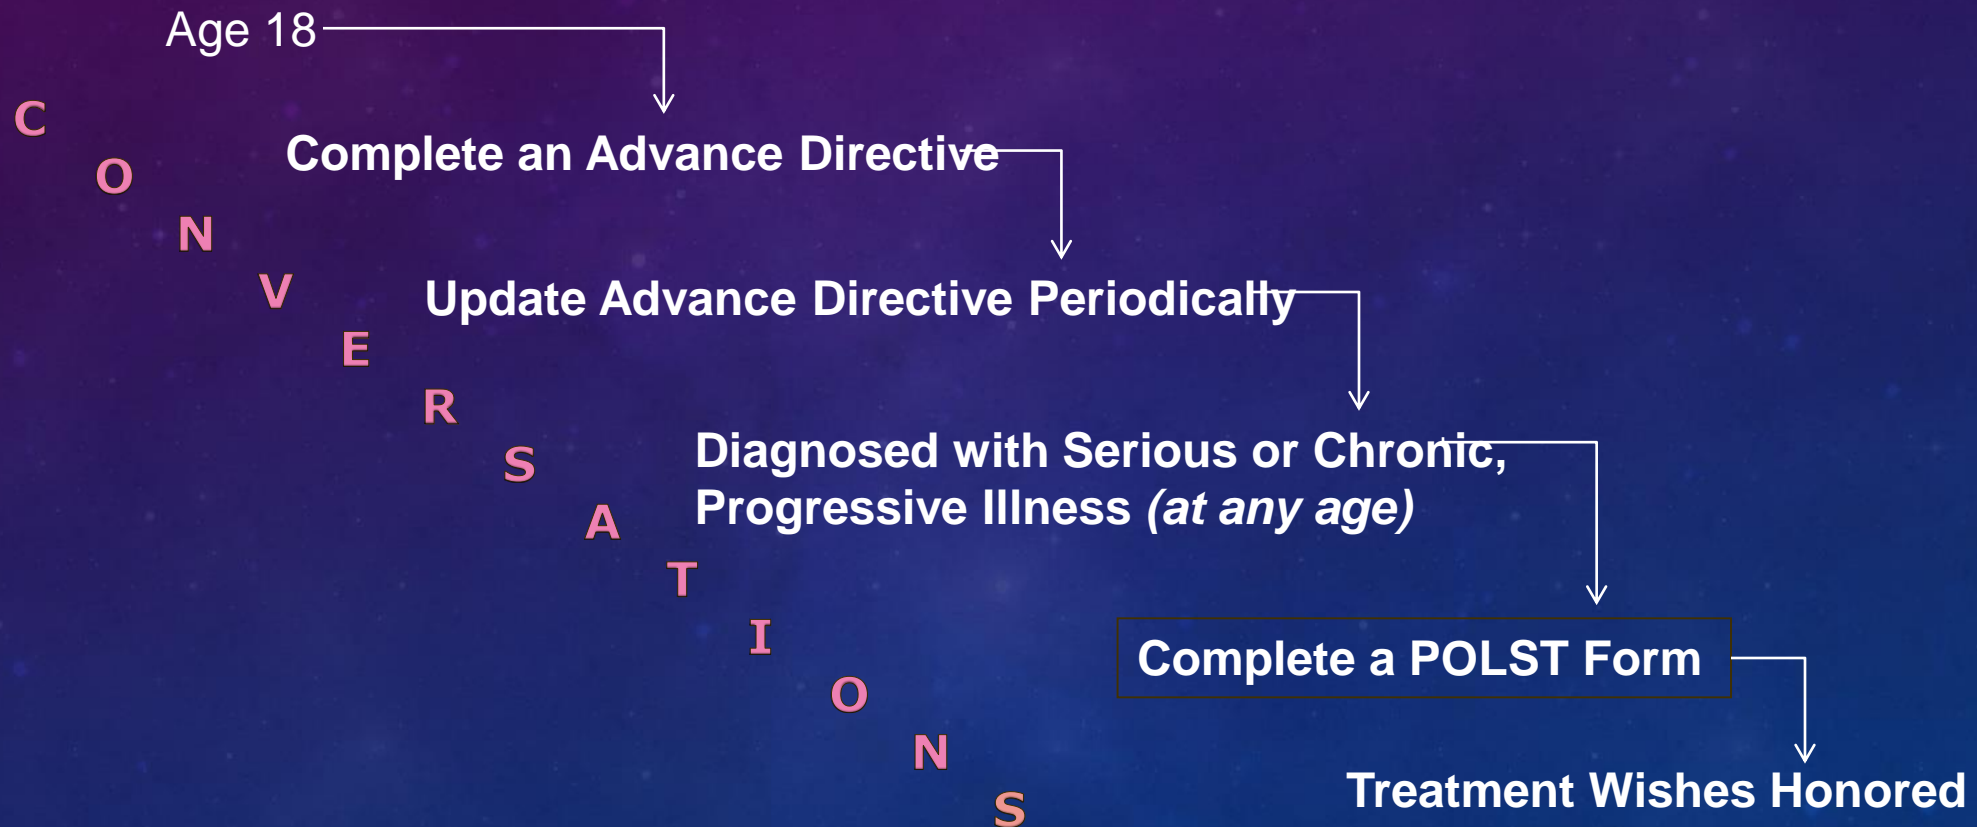 Age 18
Complete an Advance Directive
Update Advance Directive Periodically
Diagnosed with Serious or Chronic,
Progressive Illness (at any age)
Complete a POLST Form
Treatment Wishes Honored
CONVERSATIONS